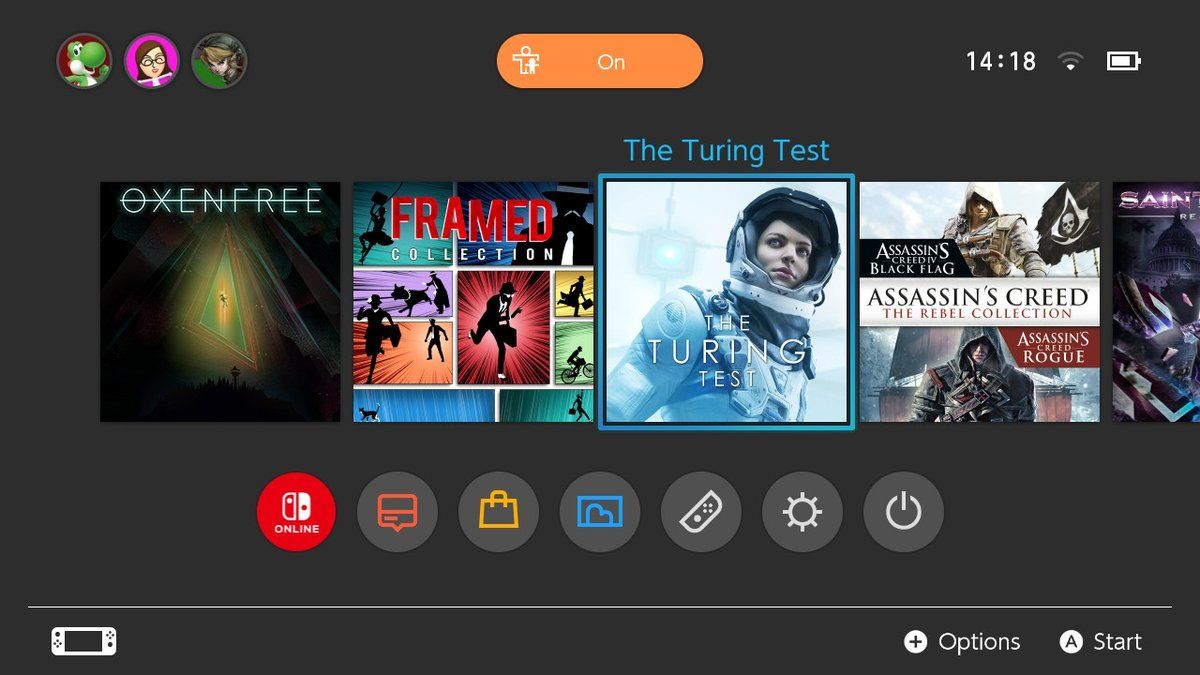 On
14:18
The Turing Test
OXENFREE
FRAMED
COLLECTION
THE
TURING
TEST
ASSASSIN'S
CREED IV
BLACK FLAG
ASSASSIN'S CREED
THE REBEL COLLECTION
ASSASSIN'S
CREED
ROGUE
SAINT
RE
ONLINE
+ Options
A Start